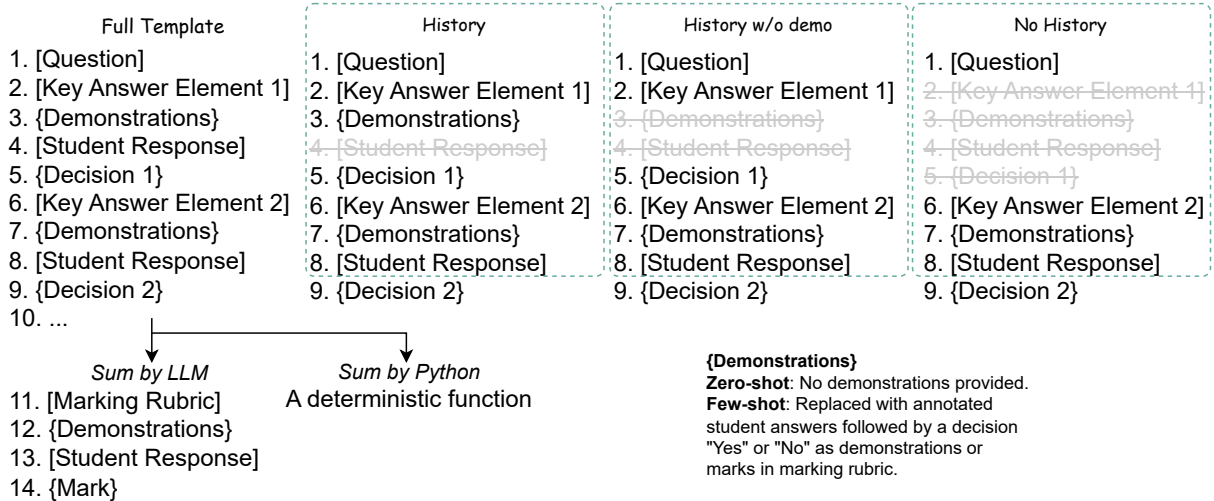 Full Template
1. [Question]
2. [Key Answer Element 1]
3. {Demonstrations}
4. [Student Response]
5. {Decision 1}
6. [Key Answer Element 2]
7. {Demonstrations}
8. [Student Response]
9. {Decision 2}
10. ...
History
1. [Question]
2. [Key Answer Element 1]
3. {Demonstrations}
4. [Student Response]
5. {Decision 1}
6. [Key Answer Element 2]
7. {Demonstrations}
8. [Student Response]
9. {Decision 2}
History w/o demo
1. [Question]
2. [Key Answer Element 1]
3. {Demonstrations}
4. [Student Response]
5. {Decision 1}
6. [Key Answer Element 2]
7. {Demonstrations}
8. [Student Response]
9. {Decision 2}
No History
1. [Question]
2. [Key Answer Element 1]
3. {Demonstrations}
4. [Student Response]
5. {Decision 1}
6. [Key Answer Element 2]
7. {Demonstrations}
8. [Student Response]
9. {Decision 2}
Sum by LLM
11. [Marking Rubric]
12. {Demonstrations}
13. [Student Response]
14. {Mark}
Sum by Python
A deterministic function
{Demonstrations}
Zero-shot: No demonstrations provided.
Few-shot: Replaced with annotated
student answers followed by a decision
"Yes" or "No" as demonstrations or
marks in marking rubric.